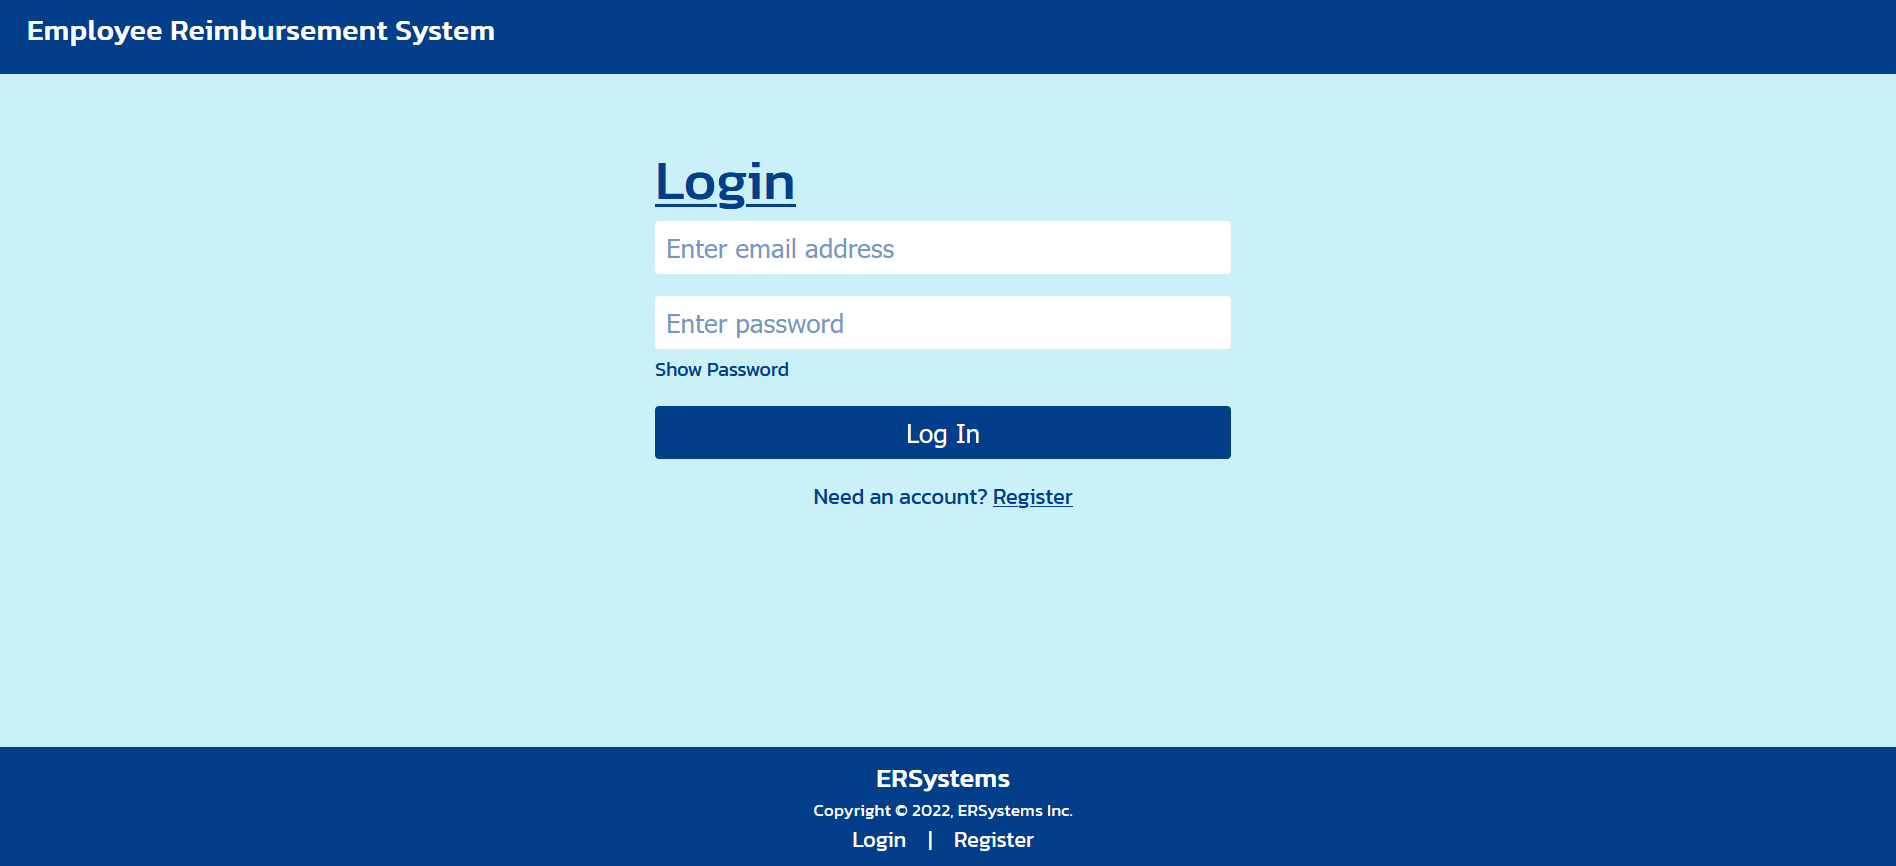 Employee Reimbursement System
Login
Enter email address
Enter password
Show Password
Log In
Need an account? Register
ERSystems
Copyright © 2022, ERSystems Inc.
Login | Register